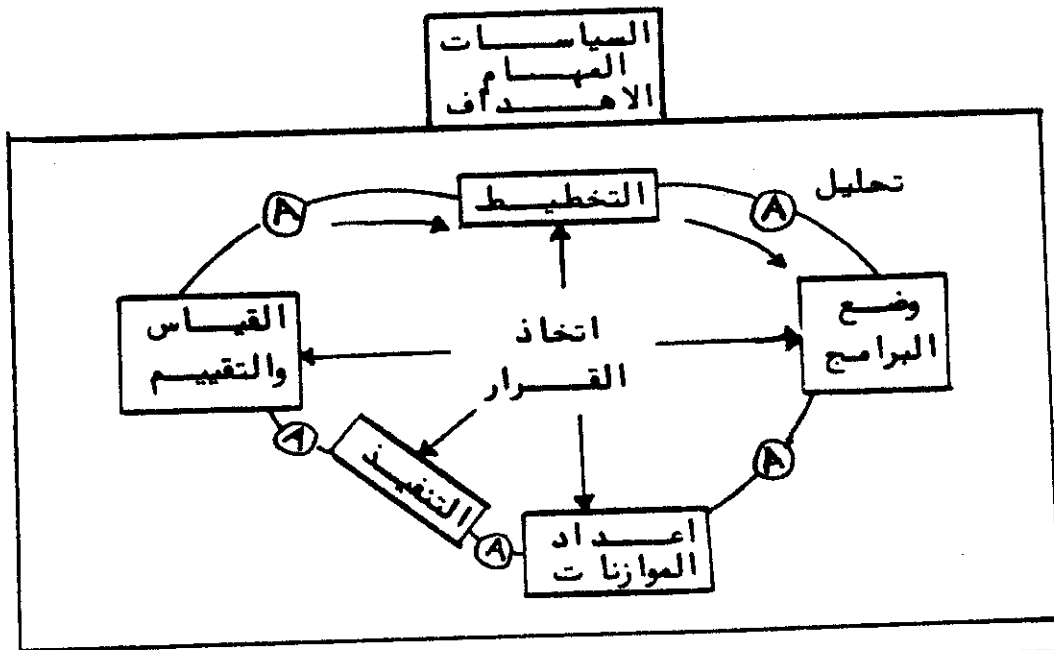 السياسات
المهام
الاهداف
التخطيط
A
A
تحليل
القياس
والتقييم
اتخاذ
القرار
وضع
البرامج
A
التنفيذ
A
A
اعداد
الموازنات